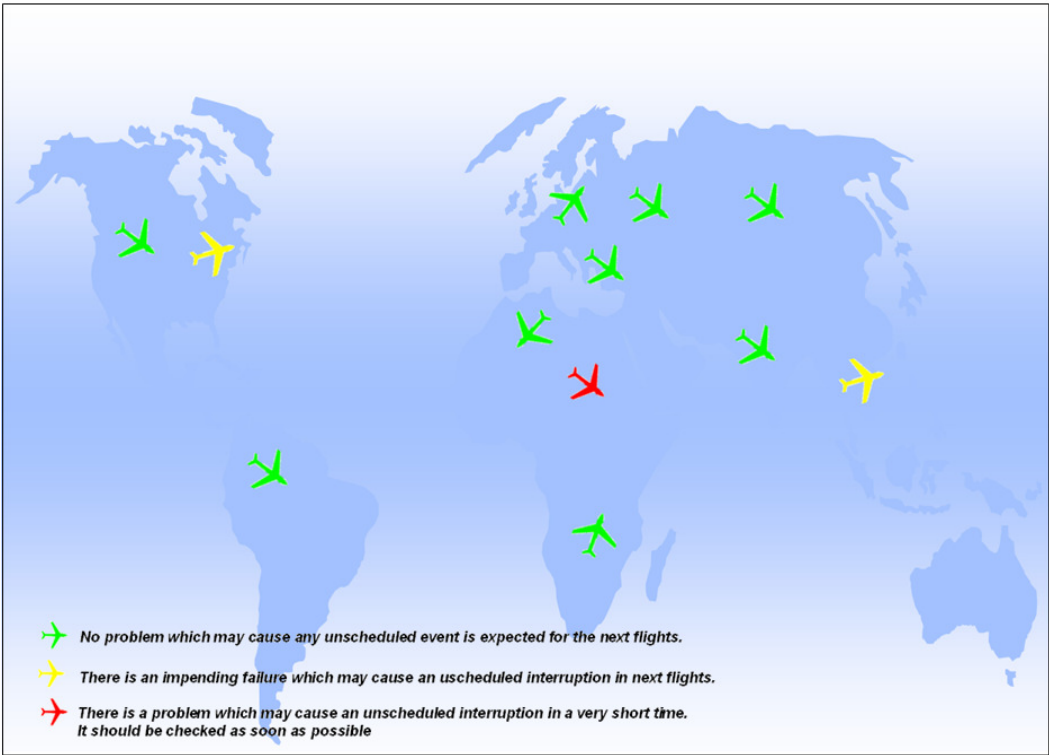 No problem which may cause any unscheduled event is expected for the next flights.
There is an impending failure which may cause an uscheduled interruption in next flights.
There is a problem which may cause an unscheduled interruption in a very short time.
It should be checked as soon as possible